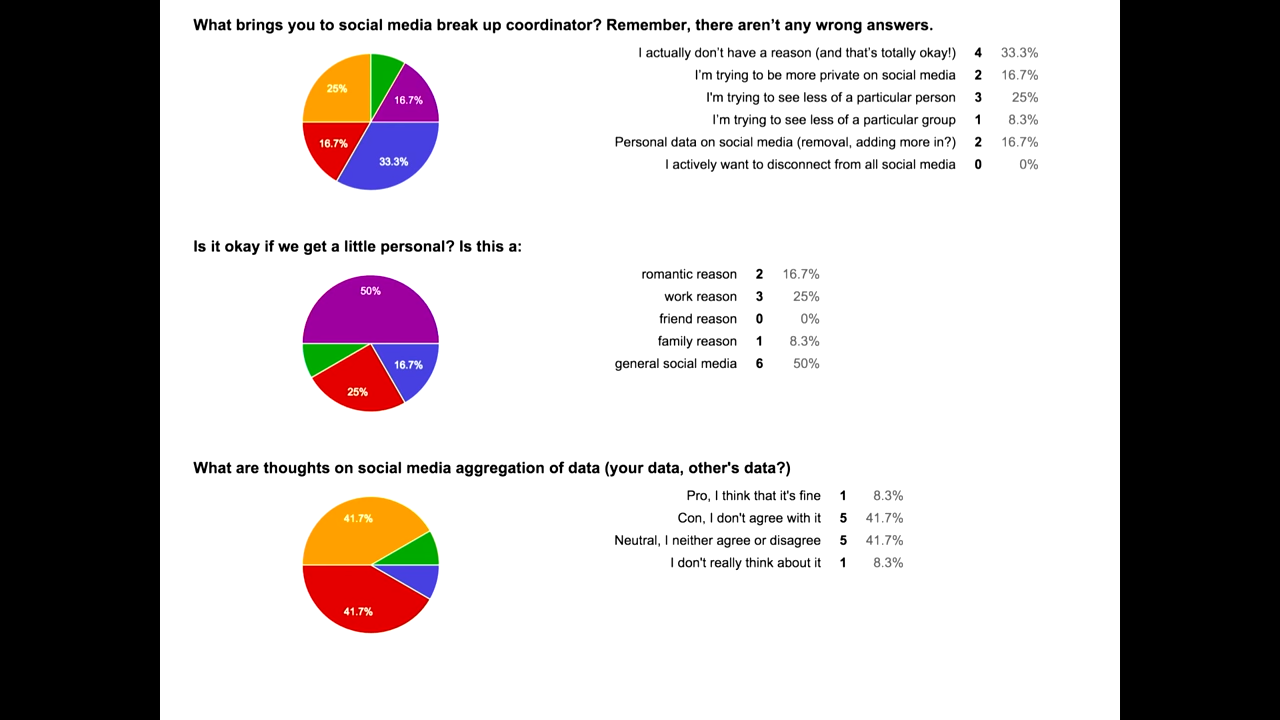 What brings you to social media break up coordinator? Remember, there aren’t any wrong answers.
I actually don’t have a reason (and that’s totally okay!) 4 33.3%
I’m trying to be more private on social media 2 16.7%
I'm trying to see less of a particular person 3 25%
I’m trying to see less of a particular group 1 8.3%
Personal data on social media (removal, adding more in?) 2 16.7%
I actively want to disconnect from all social media 0 0%
25%
16.7%
16.7%
33.3%
Is it okay if we get a little personal? Is this a:
romantic reason 2 16.7%
work reason 3 25%
friend reason 0 0%
family reason 1 8.3%
general social media 6 50%
50%
16.7%
25%
What are thoughts on social media aggregation of data (your data, other's data?)
Pro, I think that it's fine 1 8.3%
Con, I don't agree with it 5 41.7%
Neutral, I neither agree or disagree 5 41.7%
I don't really think about it 1 8.3%
41.7%
41.7%